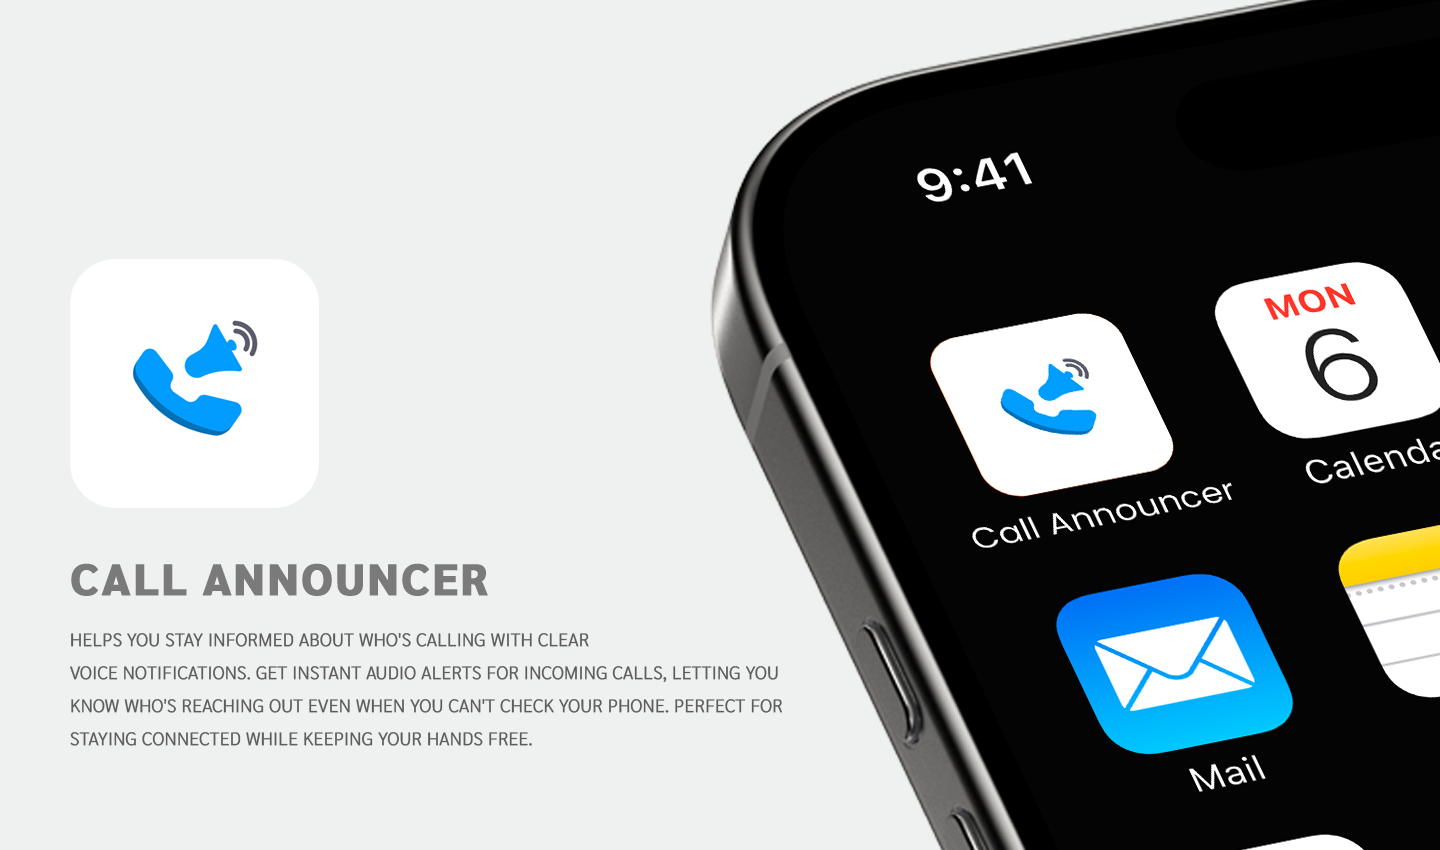 CALL ANNOUNCER
HELPS YOU STAY INFORMED ABOUT WHO'S CALLING WITH CLEAR
VOICE NOTIFICATIONS. GET INSTANT AUDIO ALERTS FOR INCOMING CALLS, LETTING YOU
KNOW WHO'S REACHING OUT EVEN WHEN YOU CAN'T CHECK YOUR PHONE. PERFECT FOR
STAYING CONNECTED WHILE KEEPING YOUR HANDS FREE.
9:41
MON
6
Call Announcer
Calenda
Mail